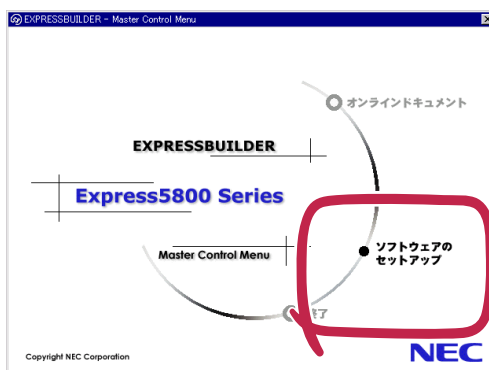 EXPRESSBUILDER - Master Control Menu
オンラインドキュメント
EXPRESSBUILDER
Express5800 Series
ソフトウェアの
セットアップ
Master Control Menu
了
Copyright NEC Corporation
NEC